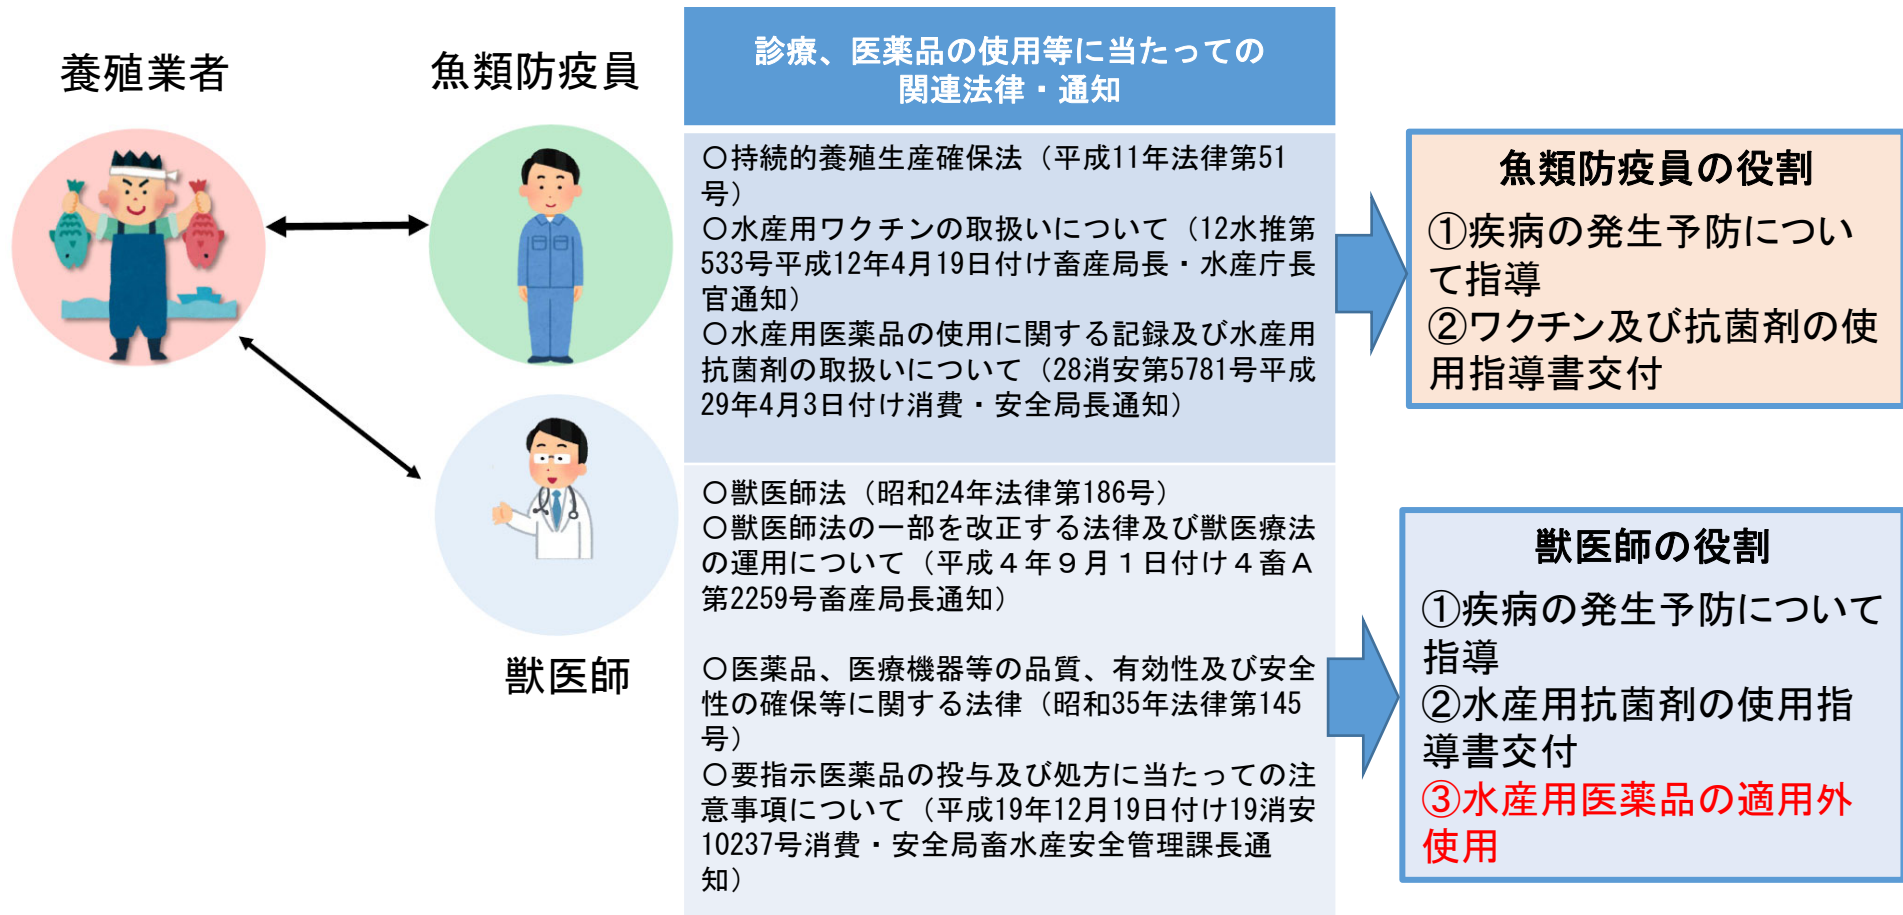 養殖業者
魚類防疫員
獣医師
診療、医薬品の使用等に当たっての
関連法律・通知
〇持続的養殖生産確保法（平成11年法律第51
号）
〇水産用ワクチンの取扱いについて（12水推第
533号平成12年4月19日付け畜産局長・水産庁長
官通知）
〇水産用医薬品の使用に関する記録及び水産用
抗菌剤の取扱いについて（28消安第5781号平成
29年4月3日付け消費・安全局長通知）
〇獣医師法（昭和24年法律第186号）
〇獣医師法の一部を改正する法律及び獣医療法
の運用について（平成４年９月１日付け４畜Ａ
第2259号畜産局長通知）
〇医薬品、医療機器等の品質、有効性及び安全
性の確保等に関する法律（昭和35年法律第145
号）
〇要指示医薬品の投与及び処方に当たっての注
意事項について（平成19年12月19日付け19消安
10237号消費・安全局畜水産安全管理課長通
知）
魚類防疫員の役割
①疾病の発生予防につい
て指導
②ワクチン及び抗菌剤の使
用指導書交付
獣医師の役割
①疾病の発生予防について
指導
②水産用抗菌剤の使用指
導書交付
③水産用医薬品の適用外
使用